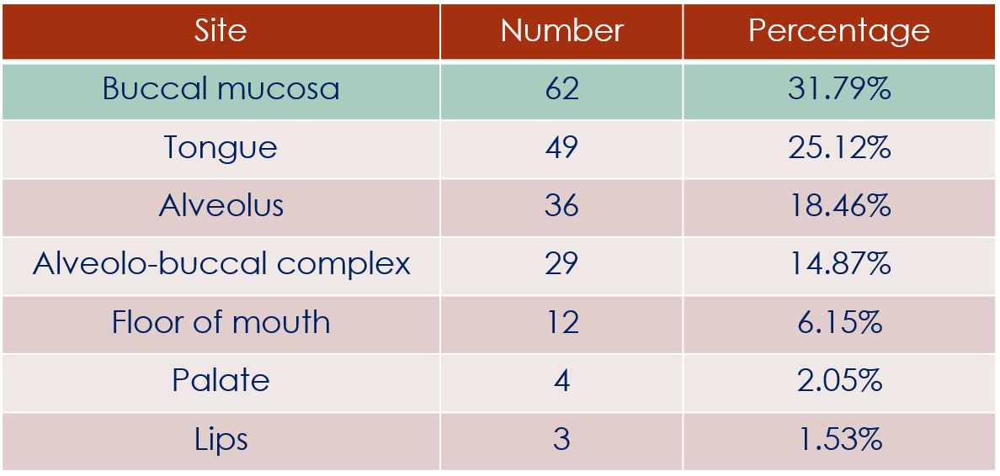 Site Number Percentage
Buccal mucosa 62 31.79%
Tongue 49 25.12%
Alveolus 36 18.46%
Alveolo-buccal complex 29 14.87%
Floor of mouth 12 6.15%
Palate 4 2.05%
Lips 3 1.53%